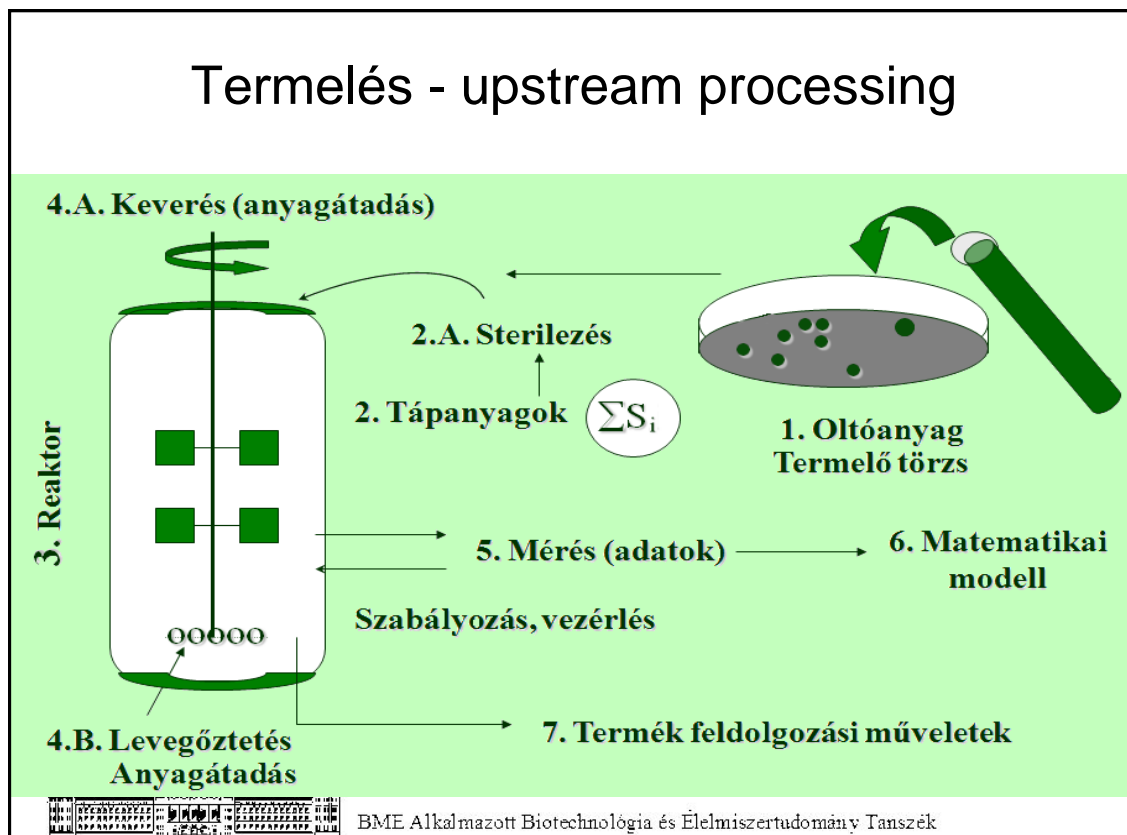 Termelés - upstream processing
4.A. Keverés (anyagátadás)
2.A. Sterilezés
2. Tápanyagok
∑Sᵢ
1. Oltóanyag
Termelő törzs
3. Reaktor
5. Mérés (adatok)
6. Matematikai
modell
Szabályozás, vezérlés
4.B. Levegőztetés
Anyagátadás
7. Termék feldolgozási műveletek
BME Alkalmazott Biotechnológia és Élelmiszertudomány Tanszék